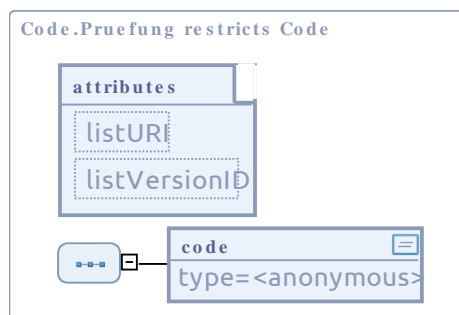 Code.Pruefung restricts Code
attributes
listURI
listVersionID
code
type=<anonymous>